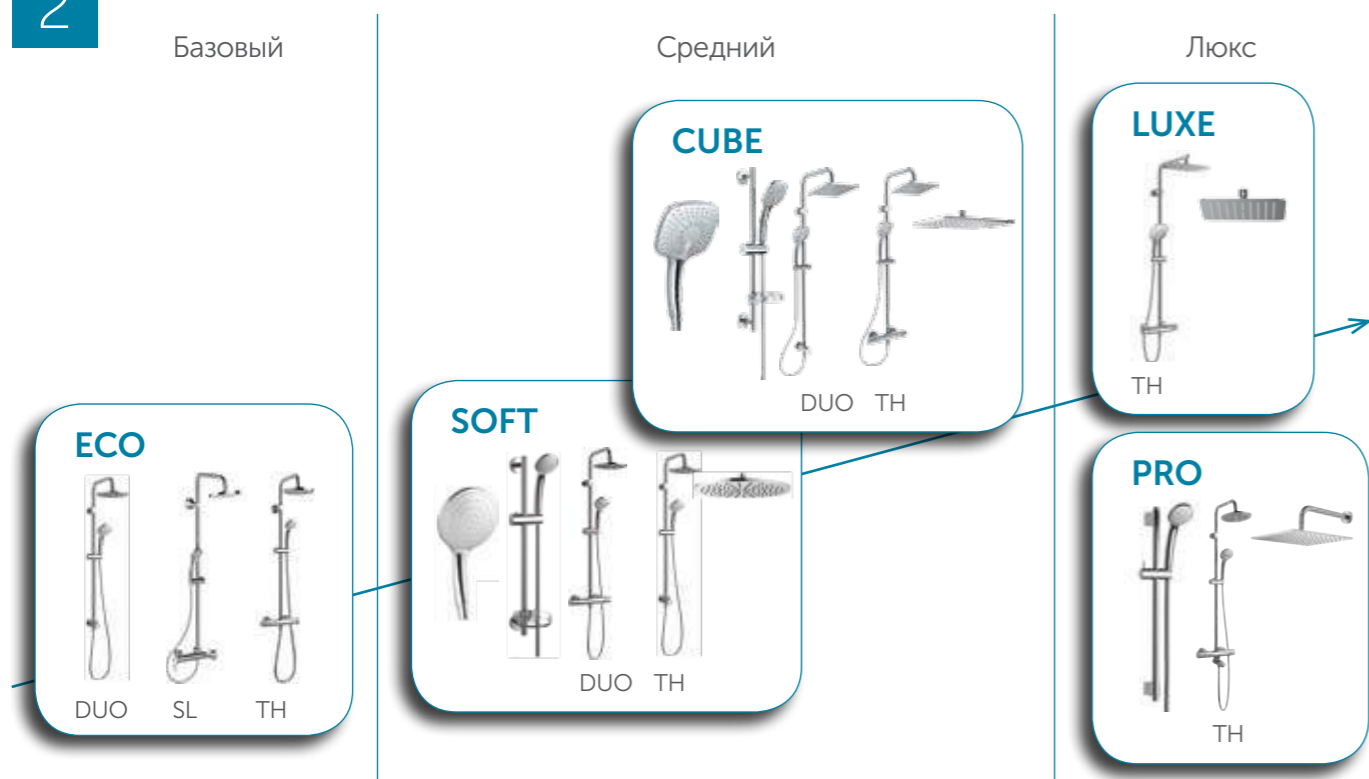 2
Базовый
Средний
Люкс
CUBE
DUO TH
LUXE
TH
ECO
DUO SL TH
SOFT
DUO TH
PRO
TH